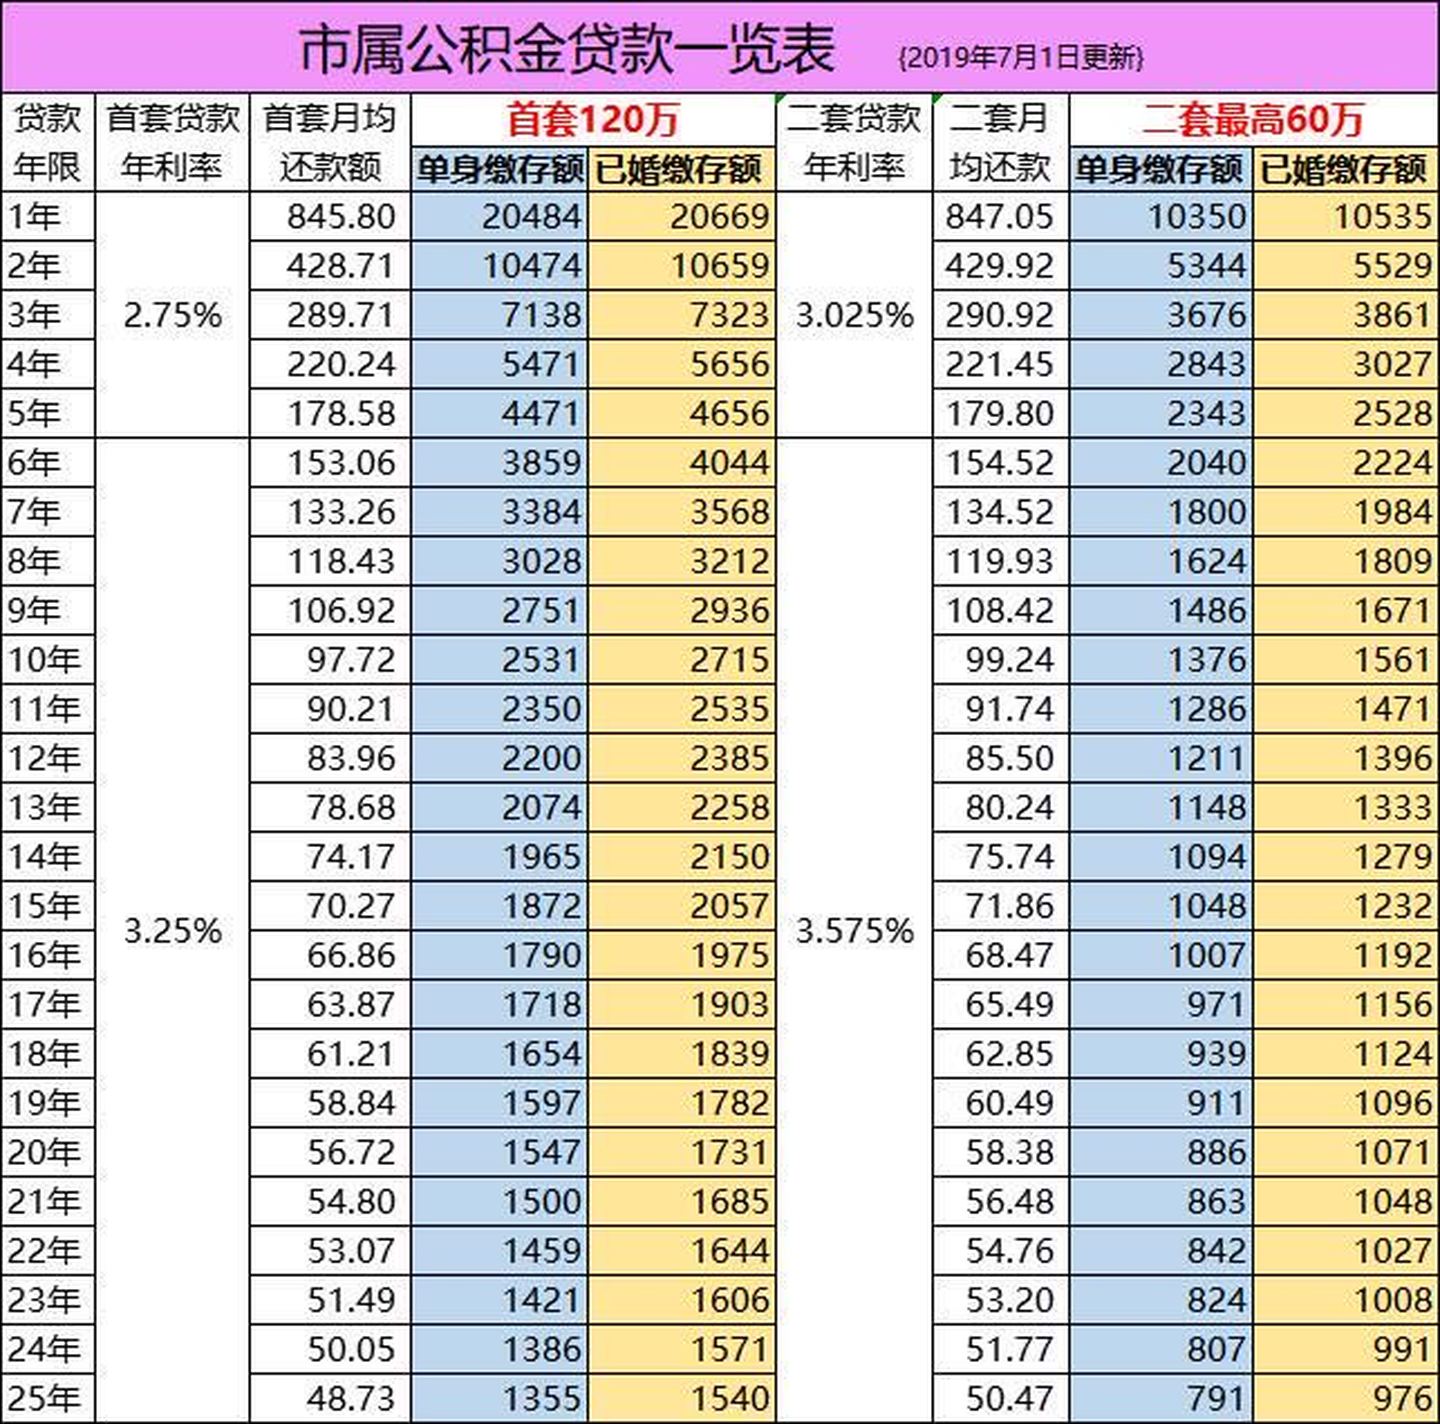 市属公积金贷款一览表 {2019年7月1日更新}
贷款年限 首套贷款年利率 首套月均还款额 首套120万 二套贷款年利率 二套月均还款 二套最高60万
单身缴存额 已婚缴存额 单身缴存额 已婚缴存额
1年 845.80 20484 20669 847.05 10350 10535
2年 428.71 10474 10659 429.92 5344 5529
3年 2.75% 289.71 7138 7323 3.025% 290.92 3676 3861
4年 220.24 5471 5656 221.45 2843 3027
5年 178.58 4471 4656 179.80 2343 2528
6年 153.06 3859 4044 154.52 2040 2224
7年 133.26 3384 3568 134.52 1800 1984
8年 118.43 3028 3212 119.93 1624 1809
9年 106.92 2751 2936 108.42 1486 1671
10年 97.72 2531 2715 99.24 1376 1561
11年 90.21 2350 2535 91.74 1286 1471
12年 83.96 2200 2385 85.50 1211 1396
13年 78.68 2074 2258 80.24 1148 1333
14年 74.17 1965 2150 75.74 1094 1279
15年 70.27 1872 2057 71.86 1048 1232
16年 3.25% 66.86 1790 1975 3.575% 68.47 1007 1192
17年 63.87 1718 1903 65.49 971 1156
18年 61.21 1654 1839 62.85 939 1124
19年 58.84 1597 1782 60.49 911 1096
20年 56.72 1547 1731 58.38 886 1071
21年 54.80 1500 1685 56.48 863 1048
22年 53.07 1459 1644 54.76 842 1027
23年 51.49 1421 1606 53.20 824 1008
24年 50.05 1386 1571 51.77 807 991
25年 48.73 1355 1540 50.47 791 976